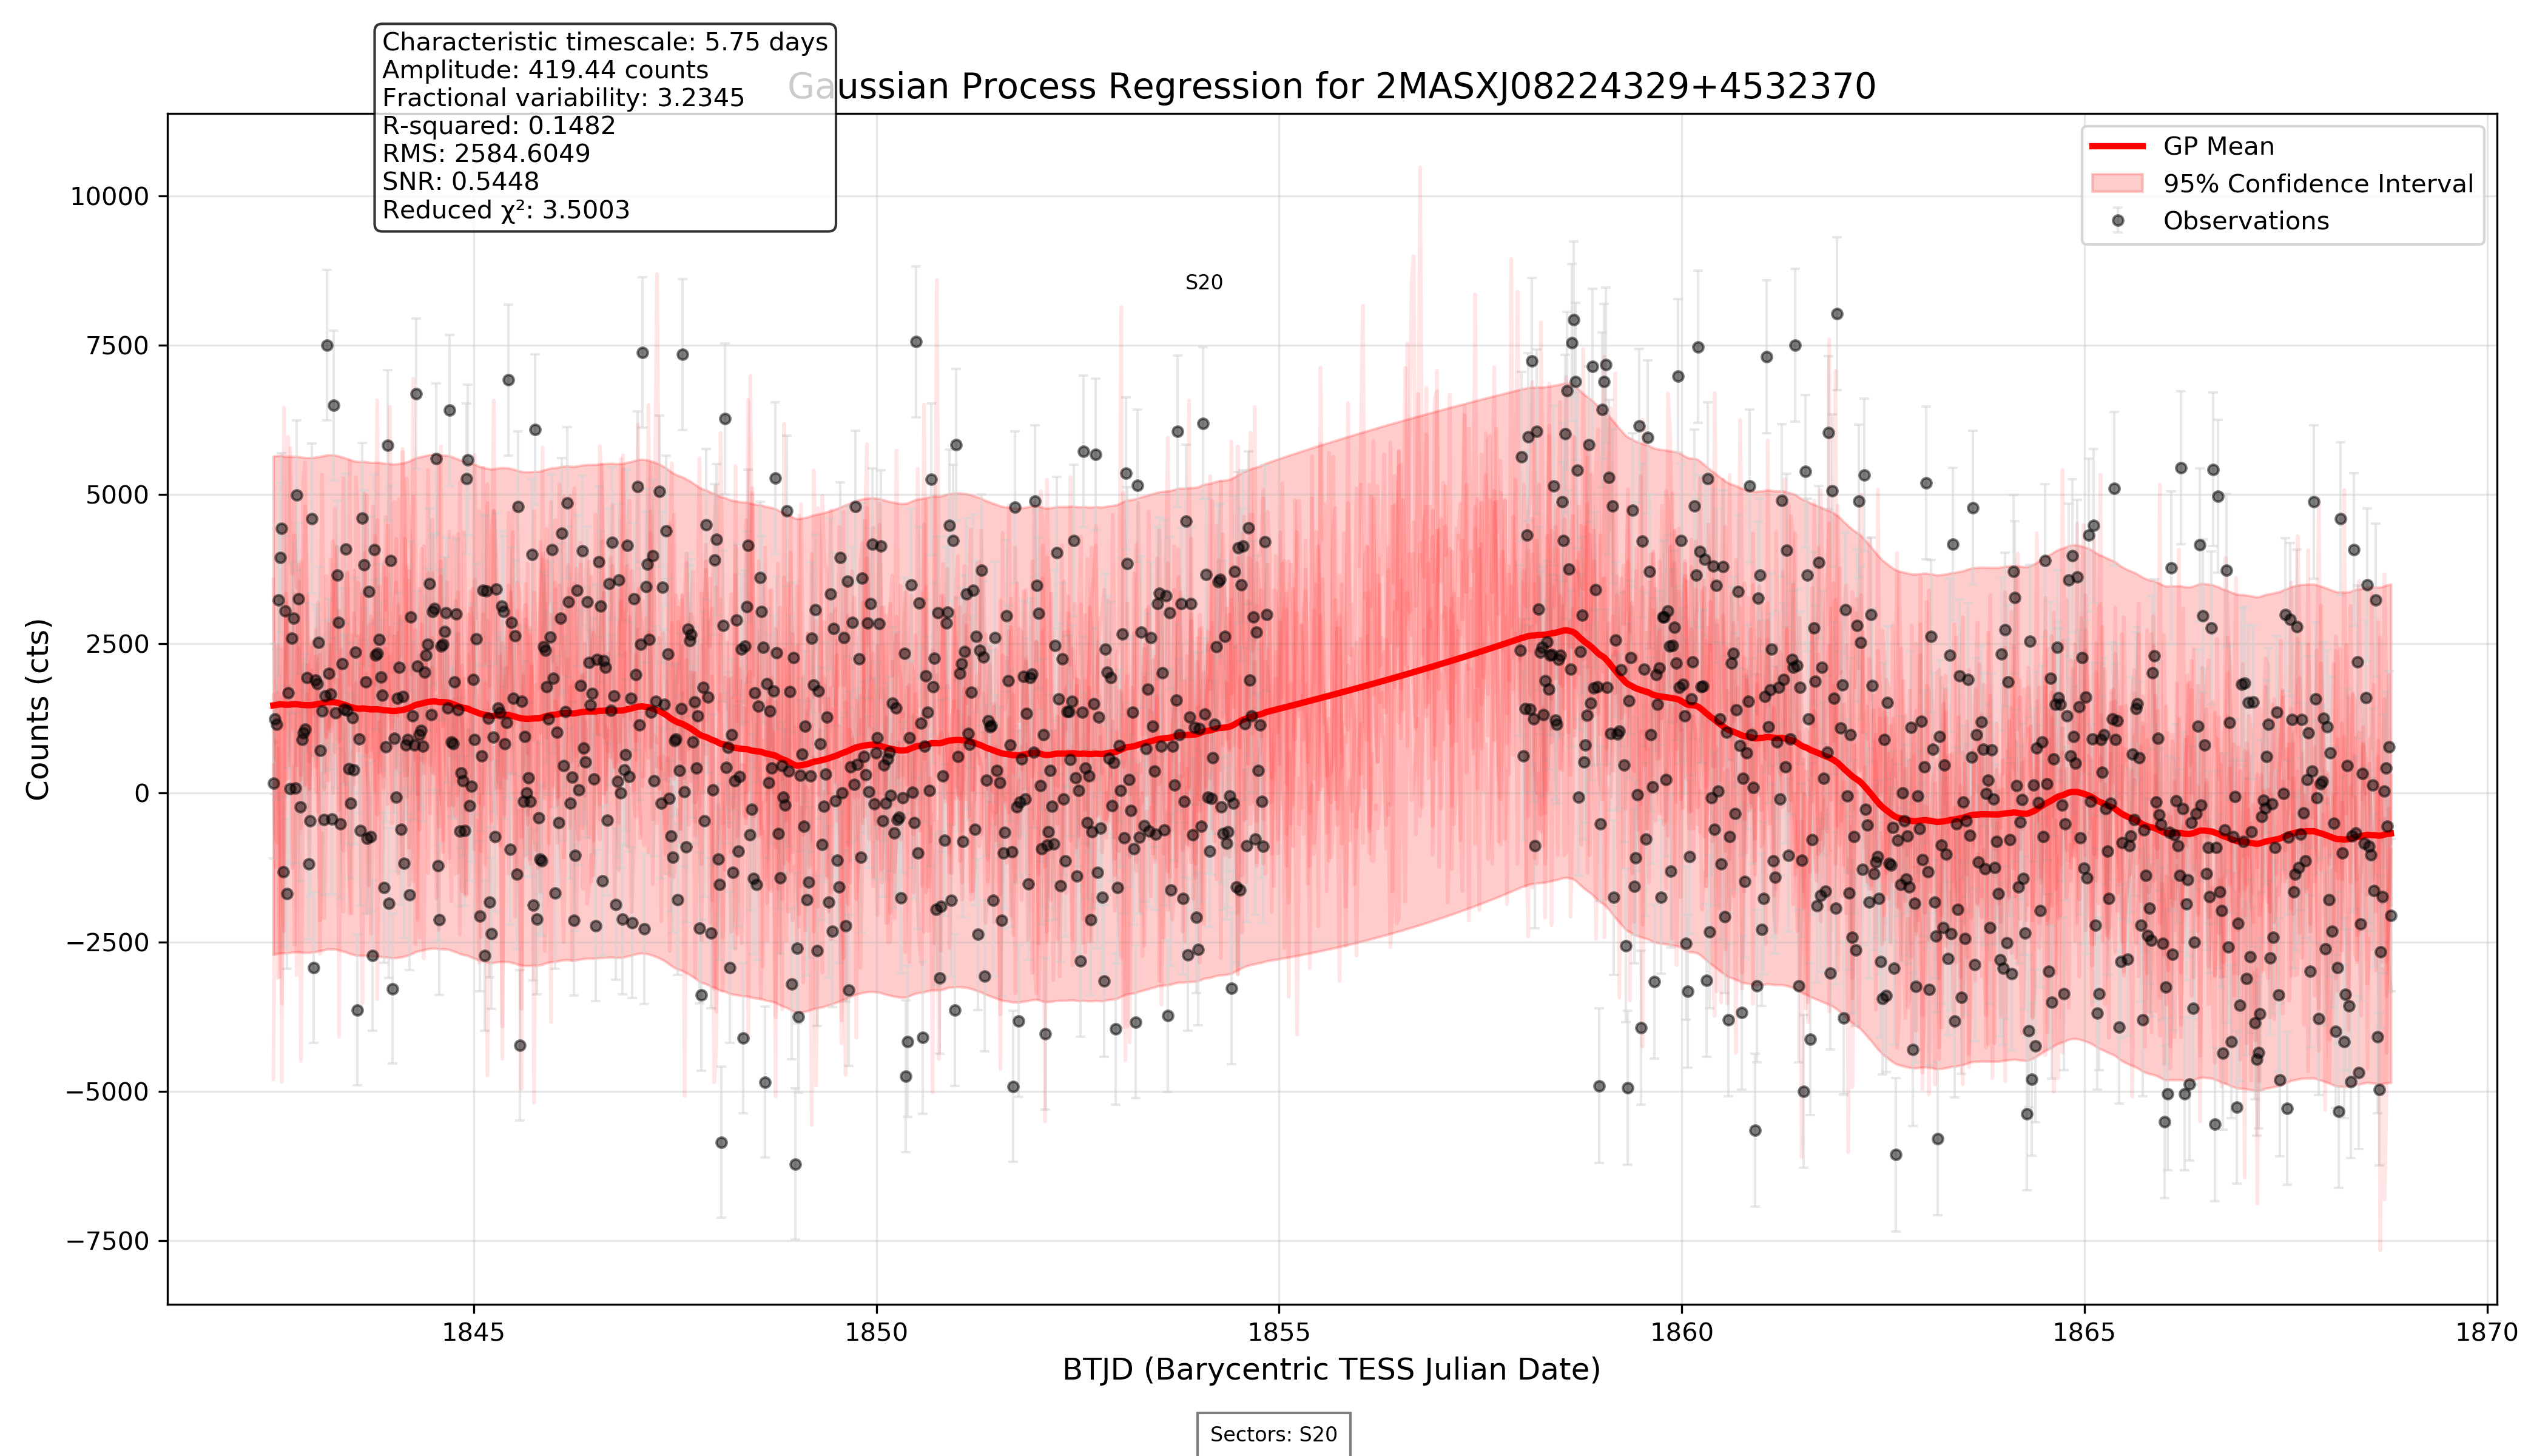 Characteristic timescale: 5.75 days
Amplitude: 419.44 counts
Fractional variability: 3.2345
R-squared: 0.1482
RMS: 2584.6049
SNR: 0.5448
Reduced χ²: 3.5003
Gaussian Process Regression for 2MASXJ08224329+4532370
GP Mean
95% Confidence Interval
Observations
S20
Counts (cts)
10000
7500
5000
2500
0
−2500
−5000
−7500
1845
1850
1855
1860
1865
1870
BTJD (Barycentric TESS Julian Date)
Sectors: S20